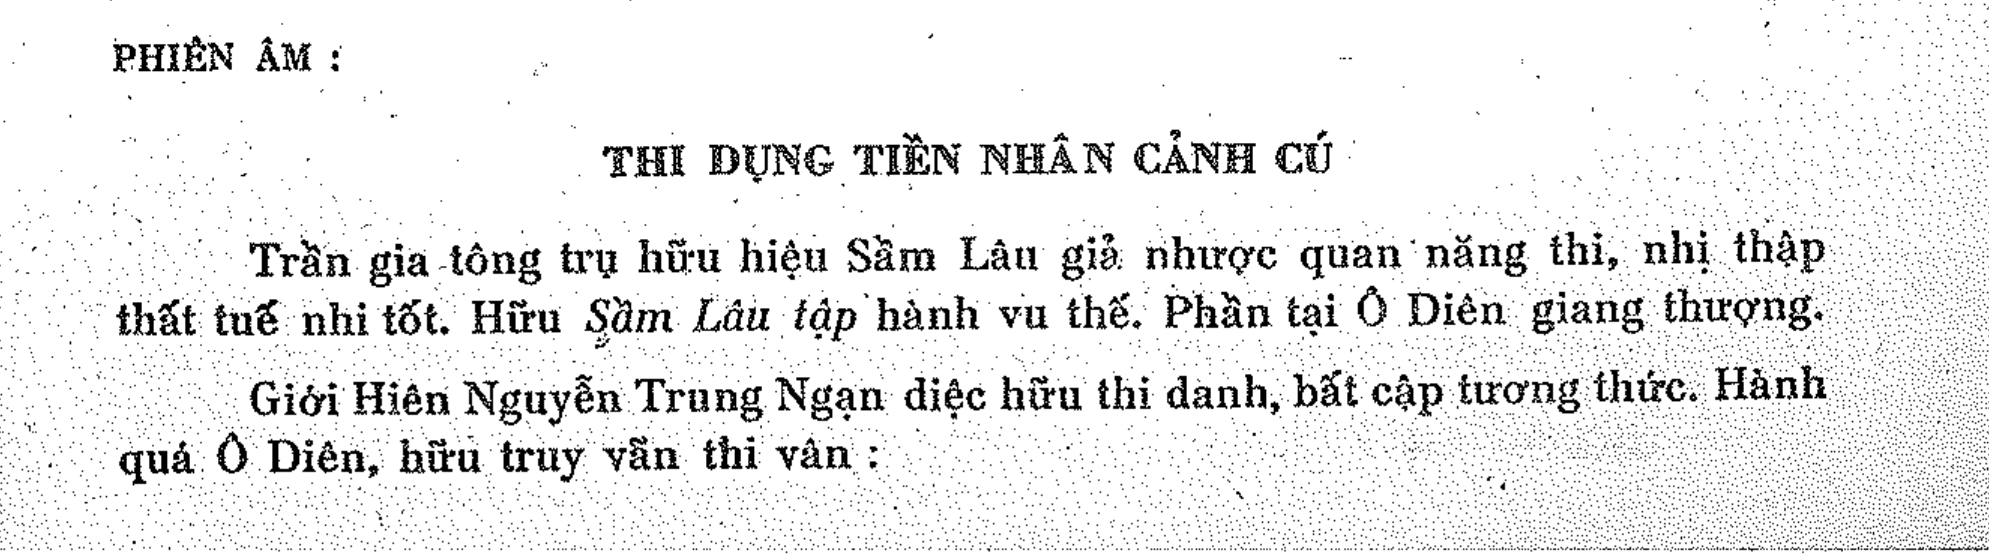 PHIÊN ÂM :
THI DỤNG TIỀN NHÂN CẢNH CÚ
Trần gia tông trụ hữu hiệu Sầm Lâu giả nhược quan năng thi, nhị thập
thất tuế nhi tốt. Hữu Sầm Lâu tập hành vu thế. Phần tại Ô Diên giang thượng.
Giới Hiên Nguyễn Trung Ngạn diệc hữu thi danh, bất cập tương thức. Hành
quá Ô Diên, hữu truy vãn thi vân :